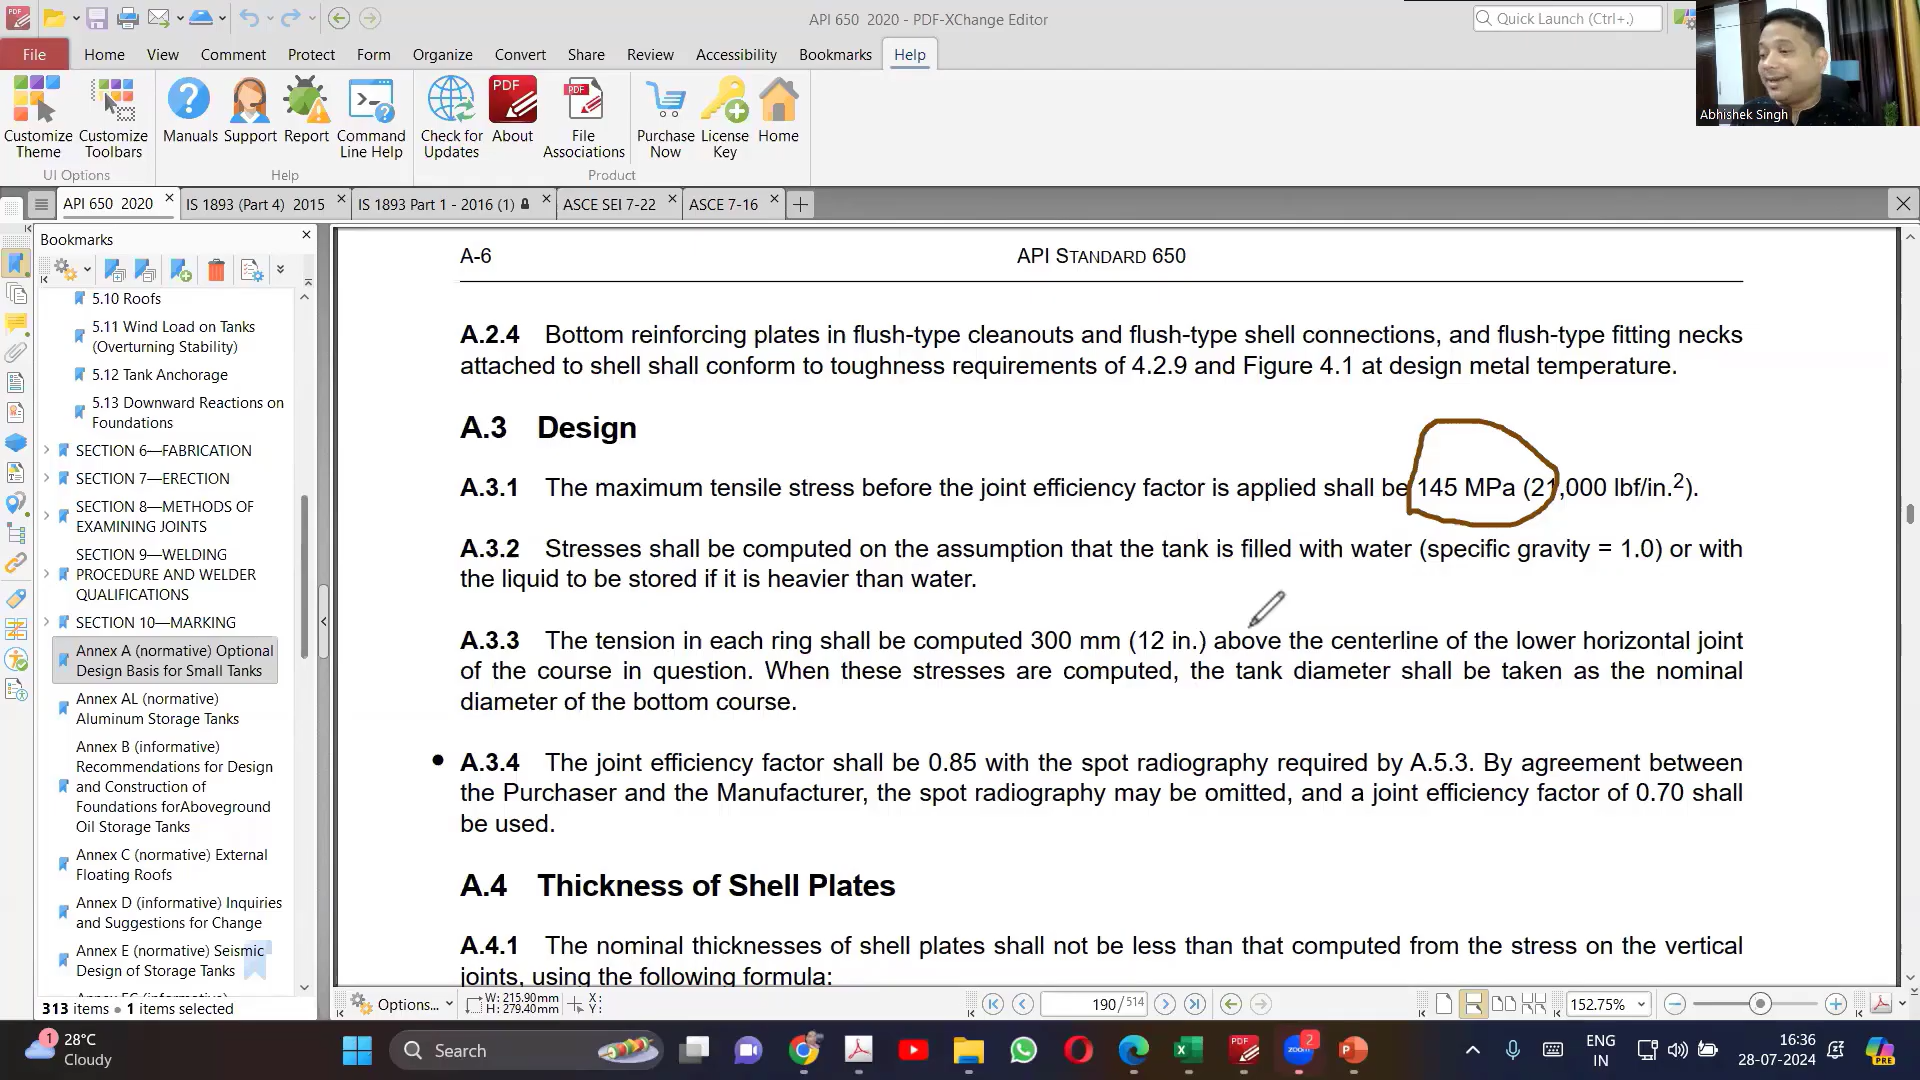 API 650 2020 - PDF-XChange Editor
Quick Launch (Ctrl+.)
File Home View Comment Protect Form Organize Convert Share Review Accessibility Bookmarks Help
Customize Theme
Customize Toolbars
Manuals
Support
Report
Command Line Help
Check for Updates
PDF
About
File Associations
Purchase Now
License Key
Home
UI Options
Help
Product
Abhishek Singh
API 650 2020
IS 1893 (Part 4) 2015
IS 1893 Part 1 - 2016 (1)
ASCE SEI 7-22
ASCE 7-16
Bookmarks
5.10 Roofs
5.11 Wind Load on Tanks
(Overturning Stability)
5.12 Tank Anchorage
5.13 Downward Reactions on
Foundations
SECTION 6—FABRICATION
SECTION 7—ERECTION
SECTION 8—METHODS OF
EXAMINING JOINTS
SECTION 9—WELDING
PROCEDURE AND WELDER
QUALIFICATIONS
SECTION 10—MARKING
Annex A (normative) Optional
Design Basis for Small Tanks
Annex AL (normative)
Aluminum Storage Tanks
Annex B (informative)
Recommendations for Design
and Construction of
Foundations forAboveground
Oil Storage Tanks
Annex C (normative) External
Floating Roofs
Annex D (informative) Inquiries
and Suggestions for Change
Annex E (normative) Seismic
Design of Storage Tanks
313 items • 1 items selected
A-6
API STANDARD 650
A.2.4 Bottom reinforcing plates in flush-type cleanouts and flush-type shell connections, and flush-type fitting necks
attached to shell shall conform to toughness requirements of 4.2.9 and Figure 4.1 at design metal temperature.
A.3 Design
A.3.1 The maximum tensile stress before the joint efficiency factor is applied shall be 145 MPa (21,000 lbf/in.2).
A.3.2 Stresses shall be computed on the assumption that the tank is filled with water (specific gravity = 1.0) or with
the liquid to be stored if it is heavier than water.
A.3.3 The tension in each ring shall be computed 300 mm (12 in.) above the centerline of the lower horizontal joint
of the course in question. When these stresses are computed, the tank diameter shall be taken as the nominal
diameter of the bottom course.
• A.3.4 The joint efficiency factor shall be 0.85 with the spot radiography required by A.5.3. By agreement between
the Purchaser and the Manufacturer, the spot radiography may be omitted, and a joint efficiency factor of 0.70 shall
be used.
A.4 Thickness of Shell Plates
A.4.1 The nominal thicknesses of shell plates shall not be less than that computed from the stress on the vertical
joints, using the following formula:
Options...
W: 215.90mm
H: 279.40mm
X:
Y:
190 / 514
152.75%
1
28°C
Cloudy
Search
zoom
2
ENG
IN
16:36
28-07-2024
PRE